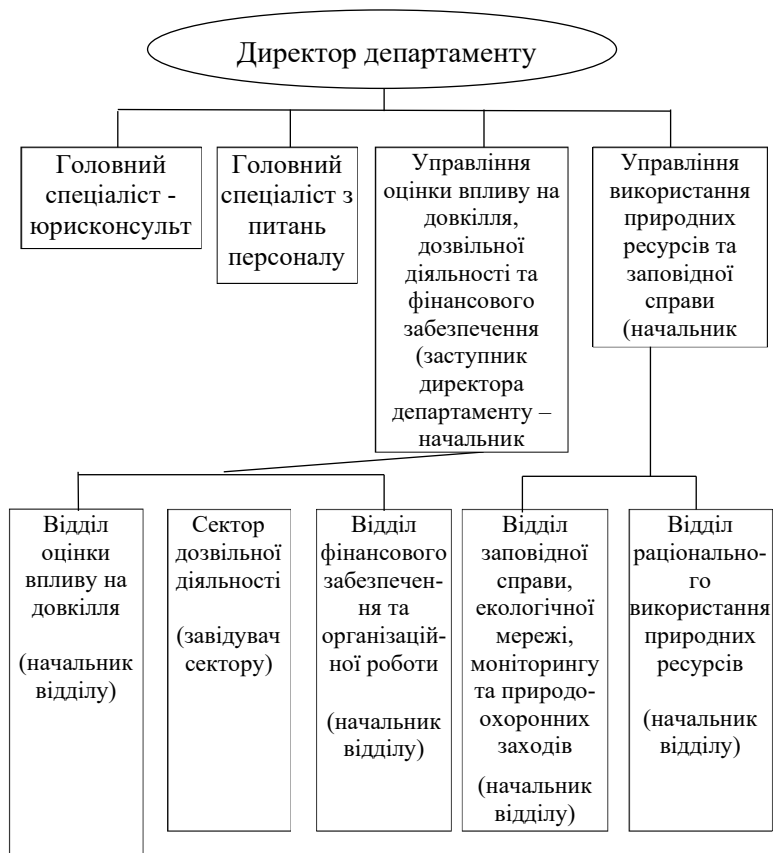 Директор департаменту
Головний
спеціаліст -
юрисконсульт
Головний
спеціаліст з
питань
персоналу
Управління
оцінки впливу на
довкілля,
дозвільної
діяльності та
фінансового
забезпечення
(заступник
директора
департаменту –
начальник
Управління
використання
природних
ресурсів та
заповідної
справи
(начальник
Відділ
оцінки
впливу на
довкілля
(начальник
відділу)
Сектор
дозвільної
діяльності
(завідувач
сектору)
Відділ
фінансового
забезпечен-
ня та
організацій-
ної роботи
(начальник
відділу)
Відділ
заповідної
справи,
екологічної
мережі,
моніторингу
та природо-
охоронних
заходів
(начальник
відділу)
Відділ
раціонально-
го
використання
природних
ресурсів
(начальник
відділу)